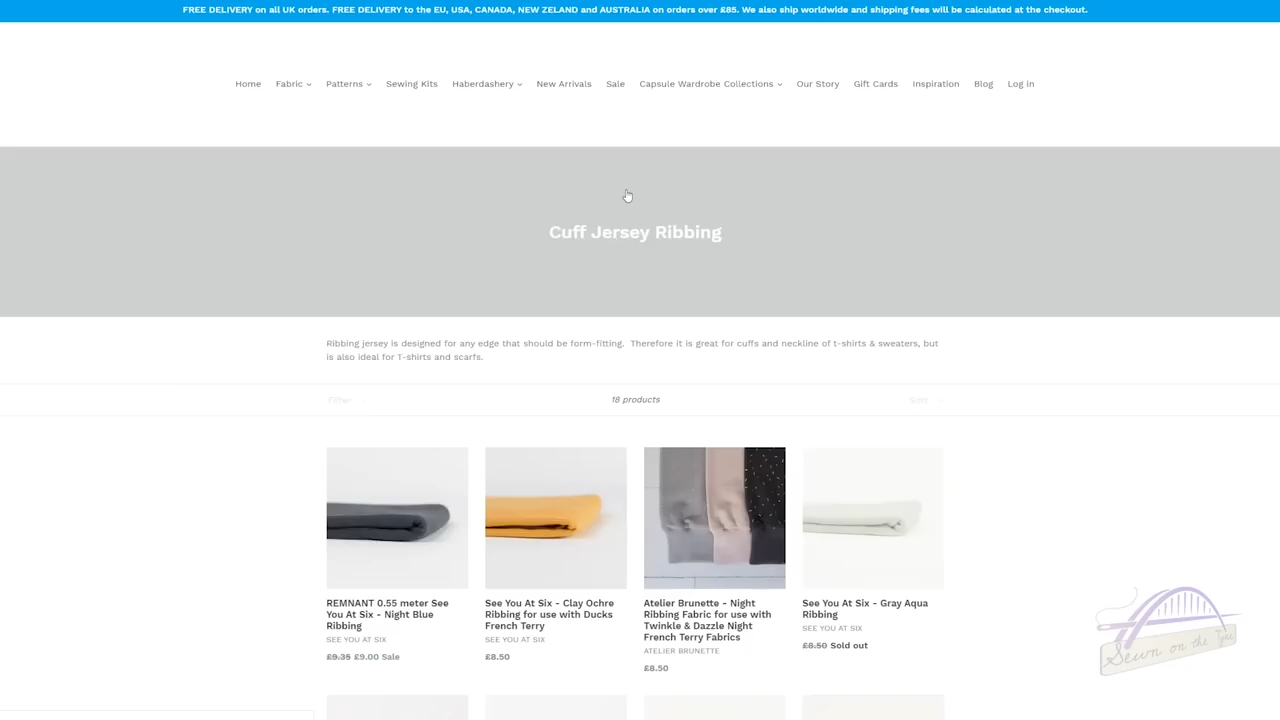 FREE DELIVERY on all UK orders. FREE DELIVERY to the EU, USA, CANADA, NEW ZELAND and AUSTRALIA on orders over £85. We also ship worldwide and shipping fees will be calculated at the checkout.
Home Fabric Patterns Sewing Kits Haberdashery New Arrivals Sale Capsule Wardrobe Collections Our Story Gift Cards Inspiration Blog Log in
Cuff Jersey Ribbing
Ribbing jersey is designed for any edge that should be form-fitting. Therefore it is great for cuffs and neckline of t-shirts & sweaters, but
is also ideal for T-shirts and scarfs.
Filter 18 products Sort
REMNANT 0.55 meter See
You At Six - Night Blue
Ribbing
SEE YOU AT SIX
£9.35 £9.00 Sale
See You At Six - Clay Ochre
Ribbing for use with Ducks
French Terry
SEE YOU AT SIX
£8.50
Atelier Brunette - Night
Ribbing Fabric for use with
Twinkle & Dazzle Night
French Terry Fabrics
ATELIER BRUNETTE
£8.50
See You At Six - Gray Aqua
Ribbing
SEE YOU AT SIX
£8.50 Sold out
Sewn on the Tyne